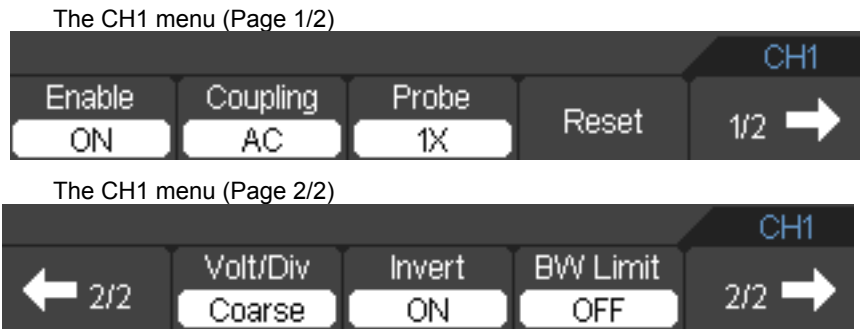 The CH1 menu (Page 1/2)
CH1
Enable Coupling Probe Reset 1/2
ON AC 1X
The CH1 menu (Page 2/2)
CH1
2/2 Volt/Div Invert BW Limit 2/2
Coarse ON OFF